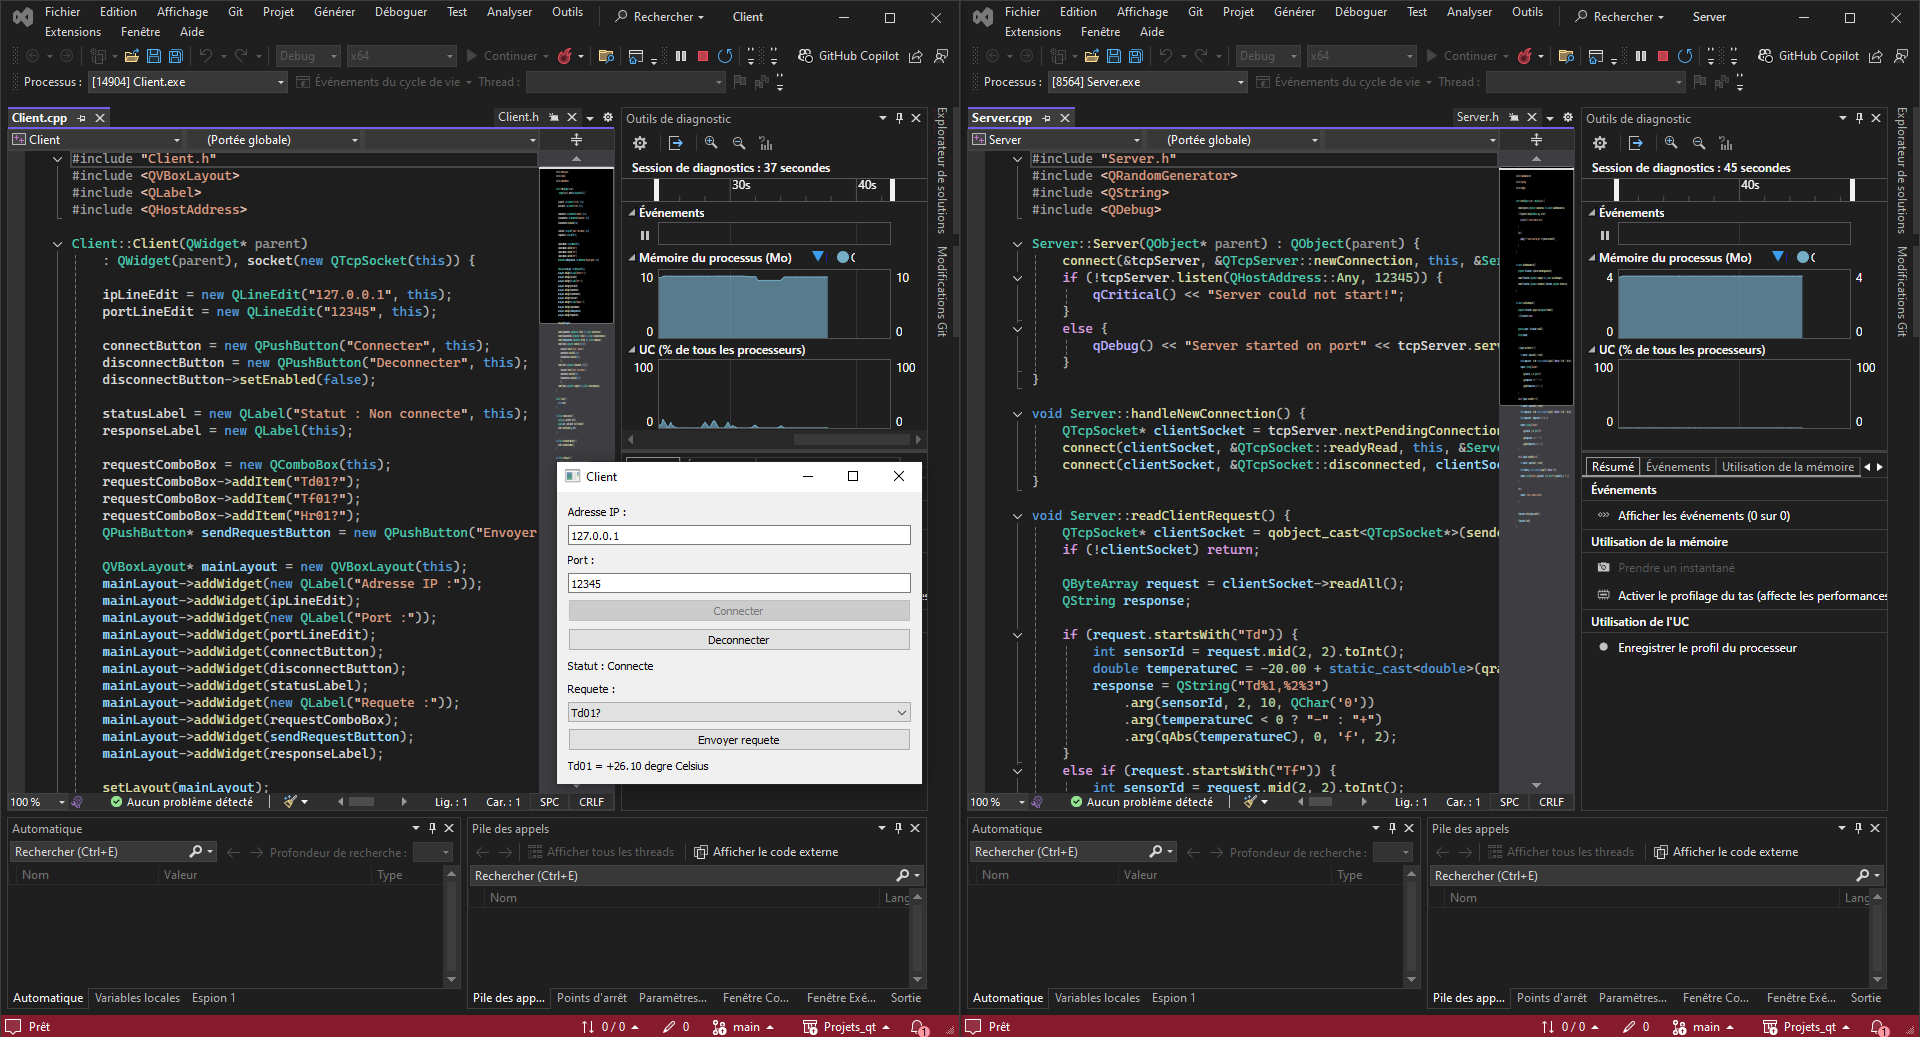 Fichier Edition Affichage Git Projet Générer Déboguer Test Analyser Outils Rechercher Client
Extensions Fenêtre Aide
Debug x64 Continuer GitHub Copilot
Processus : [14904] Client.exe Événements du cycle de vie Thread :
Client.cpp Client.h
Client (Portée globale)
#include "Client.h"
#include <QVBoxLayout>
#include <QLabel>
#include <QHostAddress>
Client::Client(QWidget* parent)
: QWidget(parent), socket(new QTcpSocket(this)) {
ipLineEdit = new QLineEdit("127.0.0.1", this);
portLineEdit = new QLineEdit("12345", this);
connectButton = new QPushButton("Connecter", this);
disconnectButton = new QPushButton("Deconnecter", this);
disconnectButton->setEnabled(false);
statusLabel = new QLabel("Statut : Non connecte", this);
responseLabel = new QLabel(this);
requestComboBox = new QComboBox(this);
requestComboBox->addItem("Td01?");
requestComboBox->addItem("Tf01?");
requestComboBox->addItem("Hr01?");
QPushButton* sendRequestButton = new QPushButton("Envoyer
QVBoxLayout* mainLayout = new QVBoxLayout(this);
mainLayout->addWidget(new QLabel("Adresse IP :"));
mainLayout->addWidget(ipLineEdit);
mainLayout->addWidget(new QLabel("Port :"));
mainLayout->addWidget(portLineEdit);
mainLayout->addWidget(connectButton);
mainLayout->addWidget(disconnectButton);
mainLayout->addWidget(statusLabel);
mainLayout->addWidget(new QLabel("Requete :"));
mainLayout->addWidget(requestComboBox);
mainLayout->addWidget(sendRequestButton);
mainLayout->addWidget(responseLabel);
setLayout(mainLayout);
100 % Aucun problème détecté Lig. : 1 Car. : 1 SPC CRLF
Outils de diagnostic
Session de diagnostics : 37 secondes
30s 40s
Événements
Mémoire du processus (Mo)
10 10
0 0
UC (% de tous les processeurs)
100 100
0 0
Explorateur de solutions
Modifications Git
Client
Adresse IP :
127.0.0.1
Port :
12345
Connecter
Deconnecter
Statut : Connecte
Requete :
Td01?
Envoyer requete
Td01 = +26.10 degre Celsius
Automatique
Rechercher (Ctrl+E) Profondeur de recherche :
Nom Valeur Type
Automatique Variables locales Espion 1
Pile des appels
Afficher tous les threads Afficher le code externe
Rechercher (Ctrl+E)
Nom Lang
Pile des app... Points d'arrêt Paramètres... Fenêtre Co... Fenêtre Exé... Sortie
Prêt 0 / 0 0 main Projets_qt 1
Fichier Edition Affichage Git Projet Générer Déboguer Test Analyser Outils Rechercher Server
Extensions Fenêtre Aide
Debug x64 Continuer GitHub Copilot
Processus : [8564] Server.exe Événements du cycle de vie Thread :
Server.cpp Server.h
Server (Portée globale)
#include "Server.h"
#include <QRandomGenerator>
#include <QString>
#include <QDebug>
Server::Server(QObject* parent) : QObject(parent) {
connect(&tcpServer, &QTcpServer::newConnection, this, &Ser
if (!tcpServer.listen(QHostAddress::Any, 12345)) {
qCritical() << "Server could not start!";
}
else {
qDebug() << "Server started on port" << tcpServer.serv
}
}
void Server::handleNewConnection() {
QTcpSocket* clientSocket = tcpServer.nextPendingConnection
connect(clientSocket, &QTcpSocket::readyRead, this, &Serve
connect(clientSocket, &QTcpSocket::disconnected, clientSoc
}
void Server::readClientRequest() {
QTcpSocket* clientSocket = qobject_cast<QTcpSocket*>(sende
if (!clientSocket) return;
QByteArray request = clientSocket->readAll();
QString response;
if (request.startsWith("Td")) {
int sensorId = request.mid(2, 2).toInt();
double temperatureC = -20.00 + static_cast<double>(qra
response = QString("Td%1,%2%3")
.arg(sensorId, 2, 10, QChar('0'))
.arg(temperatureC < 0 ? "-" : "+")
.arg(qAbs(temperatureC), 0, 'f', 2);
}
else if (request.startsWith("Tf")) {
int sensorId = request.mid(2, 2).toInt();
100 % Aucun problème détecté Lig. : 1 Car. : 1 SPC CRLF
Outils de diagnostic
Session de diagnostics : 45 secondes
40s
Événements
Mémoire du processus (Mo)
4 4
0 0
UC (% de tous les processeurs)
100 100
0 0
Résumé Événements Utilisation de la mémoire
Événements
Afficher les événements (0 sur 0)
Utilisation de la mémoire
Prendre un instantané
Activer le profilage du tas (affecte les performances
Utilisation de l'UC
Enregistrer le profil du processeur
Explorateur de solutions
Modifications Git
Automatique
Rechercher (Ctrl+E) Profondeur de recherche :
Nom Valeur Type
Automatique Variables locales Espion 1
Pile des appels
Afficher tous les threads Afficher le code externe
Rechercher (Ctrl+E)
Nom Lang
Pile des app... Points d'arrêt Paramètres... Fenêtre Co... Fenêtre Exé... Sortie
Prêt 0 / 0 0 main Projets_qt 1